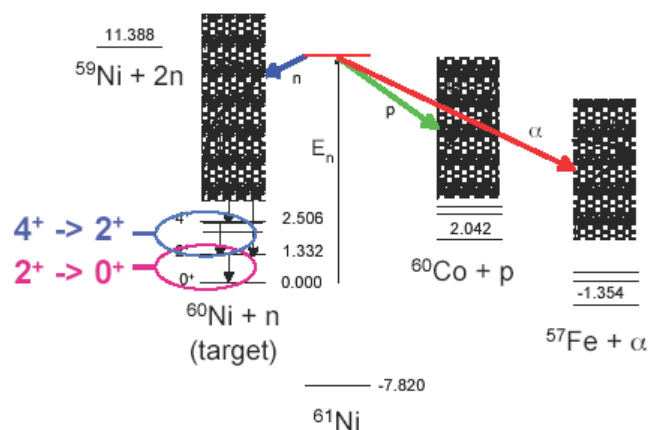 11.388
⁵⁹Ni + 2n
n
p
α
Eₙ
4⁺ -> 2⁺
2⁺ -> 0⁺
4⁺
2.506
1.332
0⁺
0.000
2.042
⁶⁰Co + p
-1.354
⁵⁷Fe + α
⁶⁰Ni + n
(target)
-7.820
⁶¹Ni